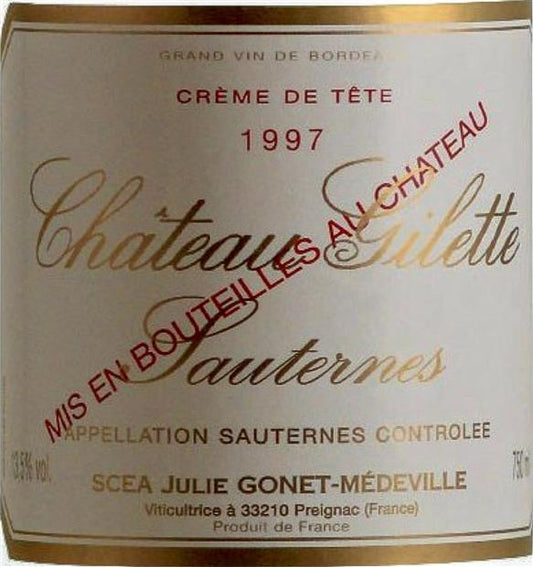 GRAND VIN DE BORDEAUX
CRÈME DE TÊTE
1997
Château Gilette
MIS EN BOUTEILLES AU CHATEAU
Sauternes
APPELLATION SAUTERNES CONTROLEE
13,5% vol. 750 ml
SCEA JULIE GONET-MÉDEVILLE
Viticultrice à 33210 Preignac (France)
Produit de France